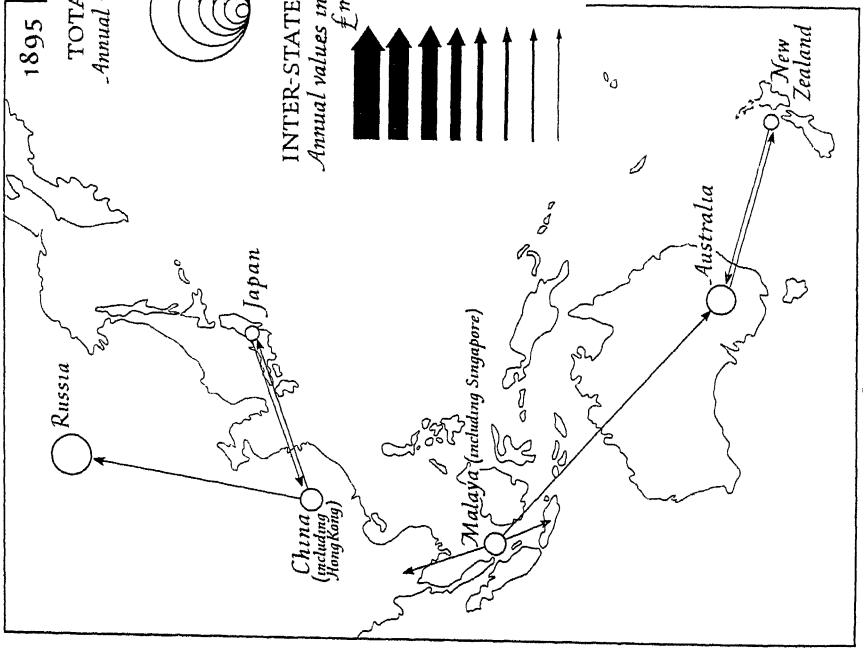 1895
TOTA
Annual
INTER-STATE
Annual values in
£m
Russia
Japan
China
(including
Hong Kong)
Malaya (including Singapore)
Australia
New
Zealand